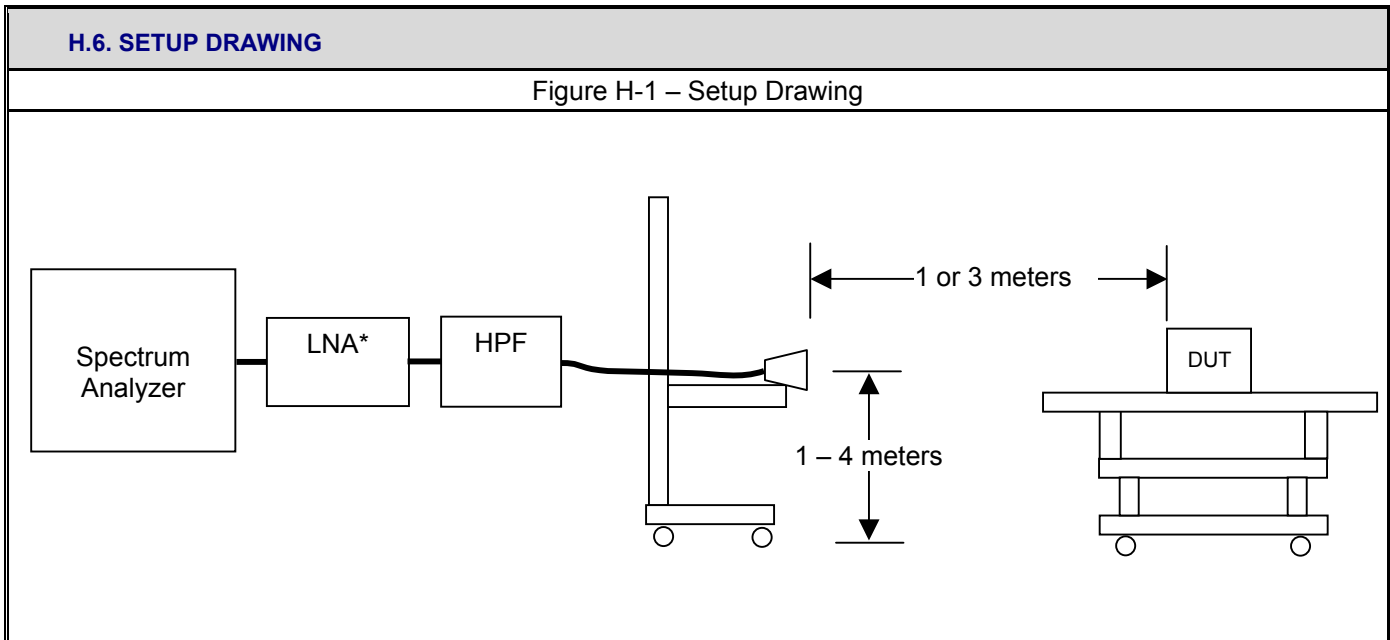 H.6. SETUP DRAWING
Figure H-1 – Setup Drawing
Spectrum
Analyzer
LNA*
HPF
1 or 3 meters
DUT
1 – 4 meters